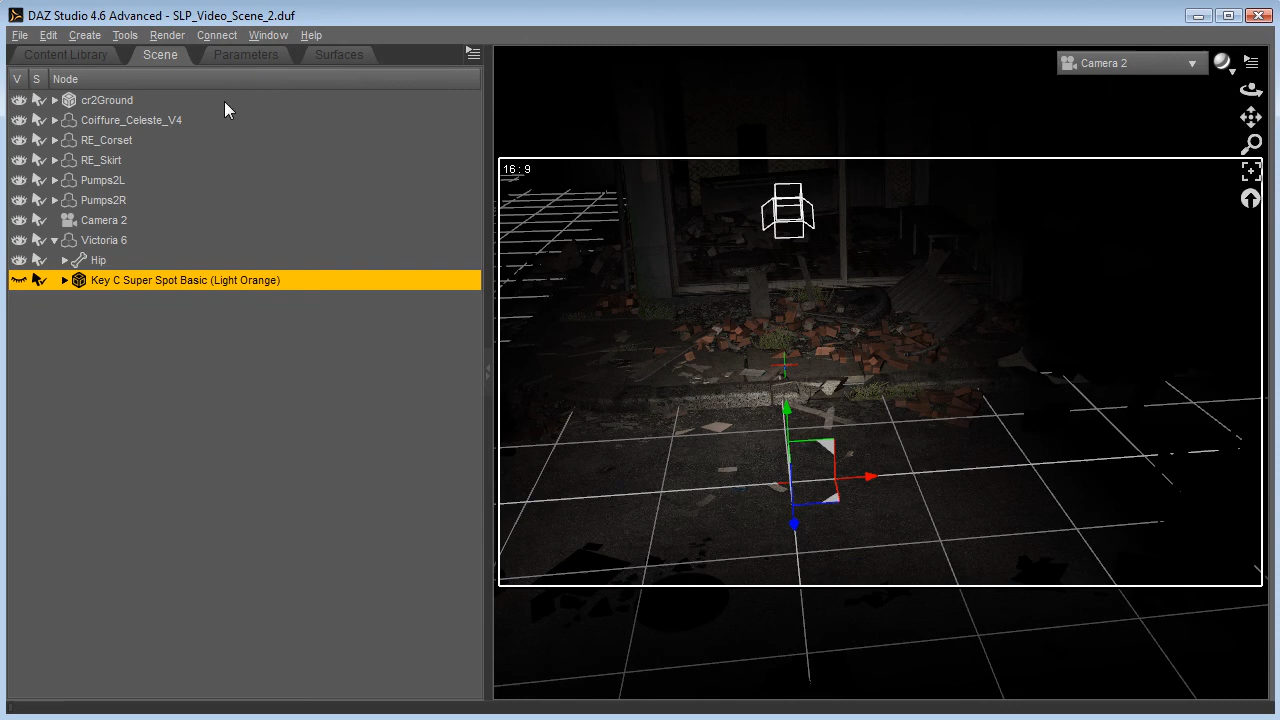 DAZ Studio 4.6 Advanced - SLP_Video_Scene_2.duf
File Edit Create Tools Render Connect Window Help
Content Library Scene Parameters Surfaces
V S Node
cr2Ground
Coiffure_Celeste_V4
RE_Corset
RE_Skirt
Pumps2L
Pumps2R
Camera 2
Victoria 6
Hip
Key C Super Spot Basic (Light Orange)
Camera 2
16 : 9